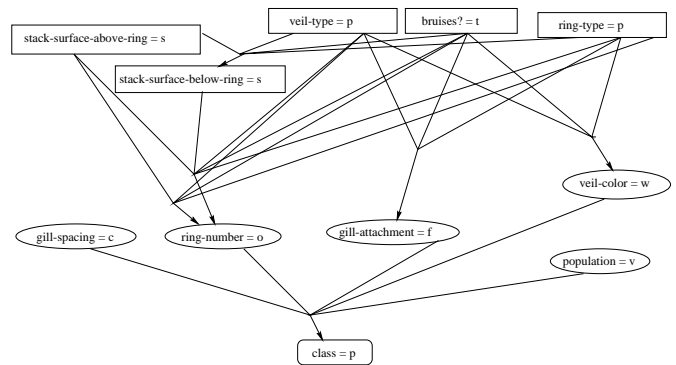 veil-type = p
bruises? = t
ring-type = p
stack-surface-above-ring = s
stack-surface-below-ring = s
veil-color = w
gill-spacing = c
ring-number = o
gill-attachment = f
population = v
class = p